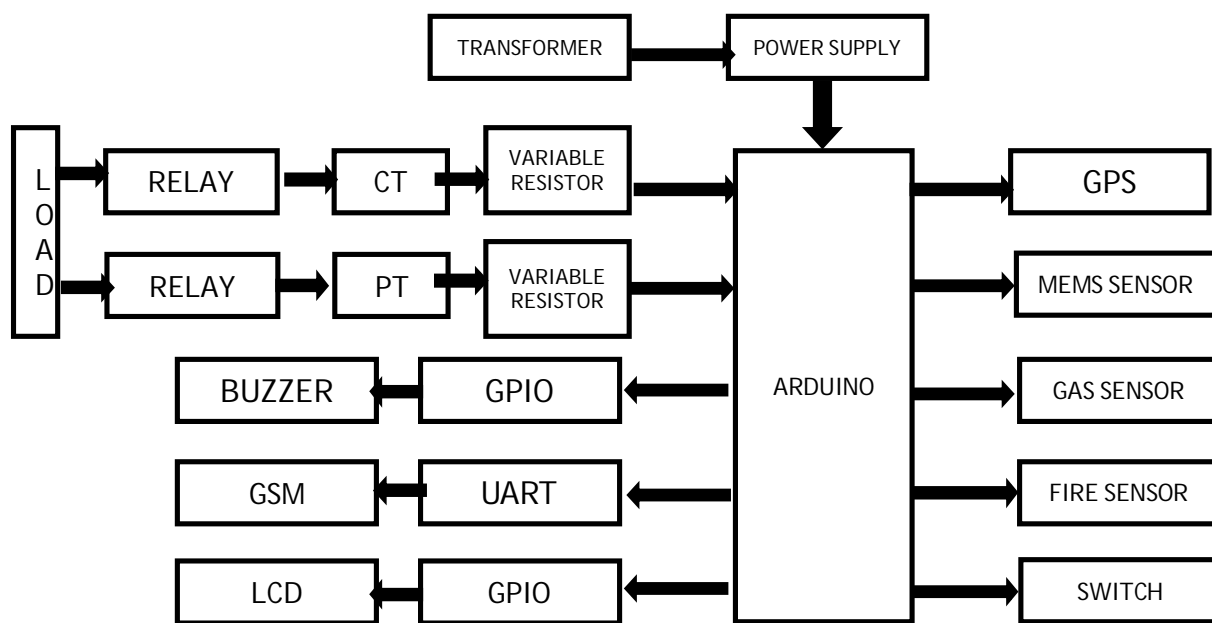 TRANSFORMER
POWER SUPPLY
LOAD
RELAY
CT
VARIABLE
RESISTOR
RELAY
PT
VARIABLE
RESISTOR
BUZZER
GPIO
GSM
UART
LCD
GPIO
ARDUINO
GPS
MEMS SENSOR
GAS SENSOR
FIRE SENSOR
SWITCH